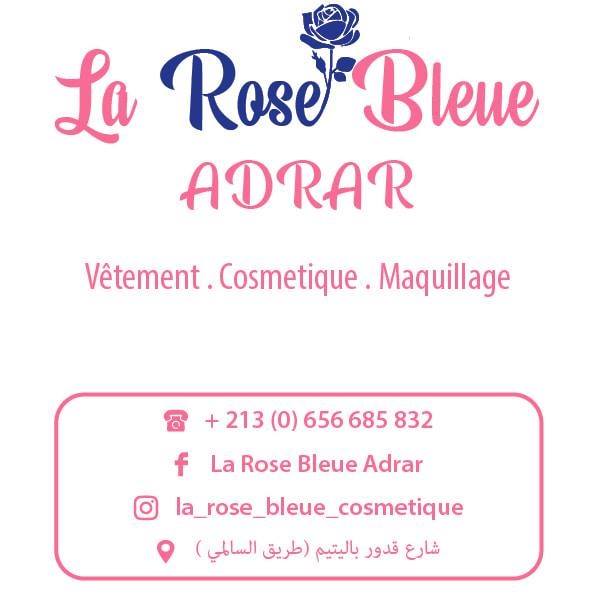 La Rose Bleue
ADRAR
Vêtement . Cosmetique . Maquillage
+ 213 (0) 656 685 832
La Rose Bleue Adrar
la_rose_bleue_cosmetique
شارع قدور باليتيم (طريق السالمي )